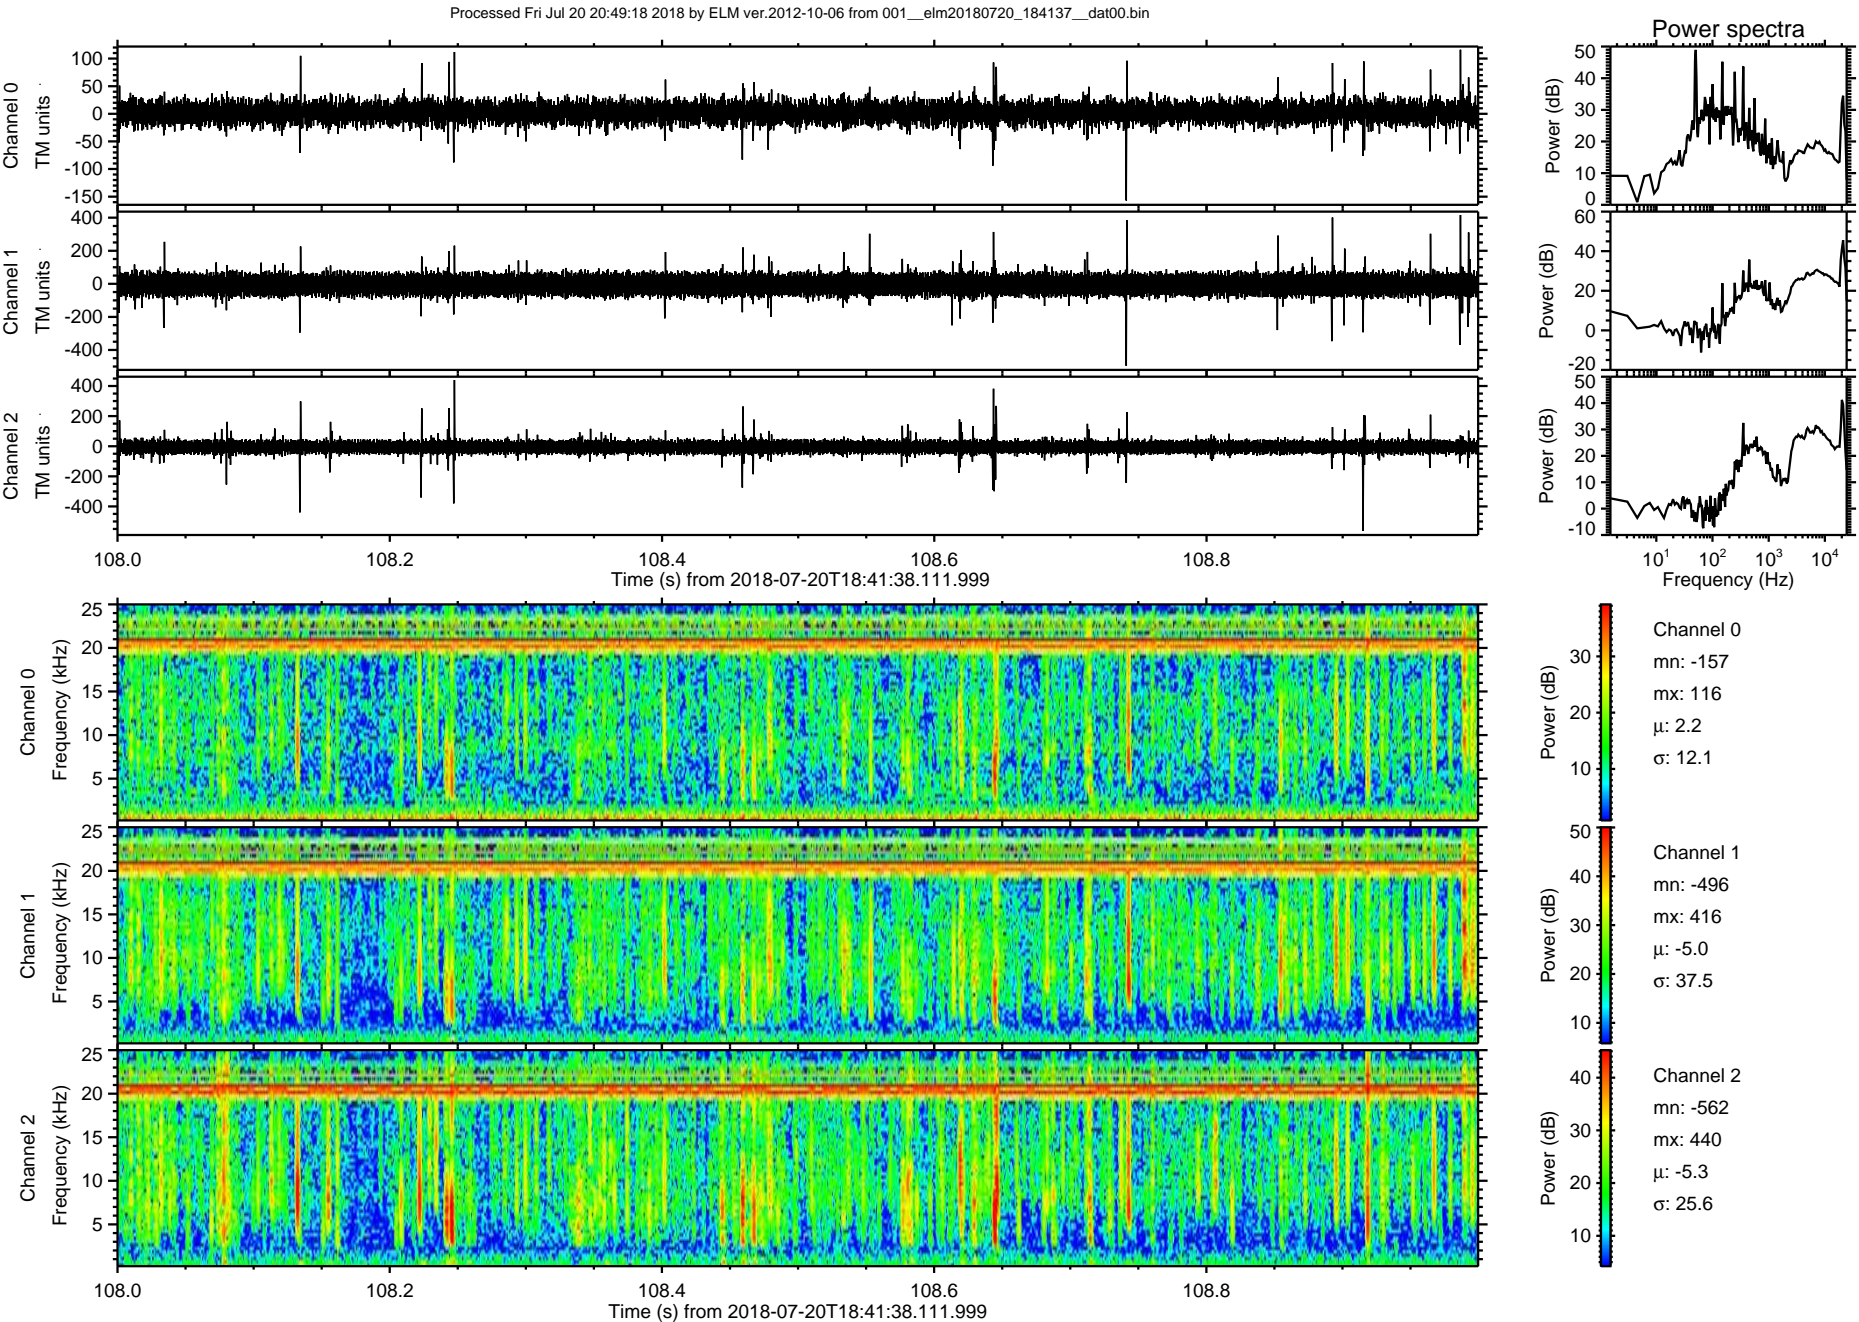 Processed Fri Jul 20 20:49:18 2018 by ELM ver.2012-10-06 from 001__elm20180720_184137__dat00.bin
Power spectra
Channel 0
TM units
100
50
0
-50
-100
-150
Power (dB)
50
40
30
20
10
0
Channel 1
TM units
400
200
0
-200
-400
Power (dB)
60
40
20
0
-20
Channel 2
TM units
400
200
0
-200
-400
Power (dB)
50
40
30
20
10
0
-10
108.0 108.2 108.4 108.6 108.8
Time (s) from 2018-07-20T18:41:38.111.999
10^1 10^2 10^3 10^4
Frequency (Hz)
Channel 0
Frequency (kHz)
25
20
15
10
5
Power (dB)
30
20
10
Channel 0
mn: -157
mx: 116
μ: 2.2
σ: 12.1
Channel 1
Frequency (kHz)
25
20
15
10
5
Power (dB)
50
40
30
20
10
Channel 1
mn: -496
mx: 416
μ: -5.0
σ: 37.5
Channel 2
Frequency (kHz)
25
20
15
10
5
Power (dB)
40
30
20
10
Channel 2
mn: -562
mx: 440
μ: -5.3
σ: 25.6
108.0 108.2 108.4 108.6 108.8
Time (s) from 2018-07-20T18:41:38.111.999